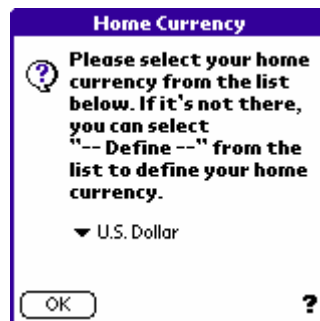 Home Currency
Please select your home
currency from the list
below. If it's not there,
you can select
"-- Define --" from the
list to define your home
currency.
U.S. Dollar
OK
?